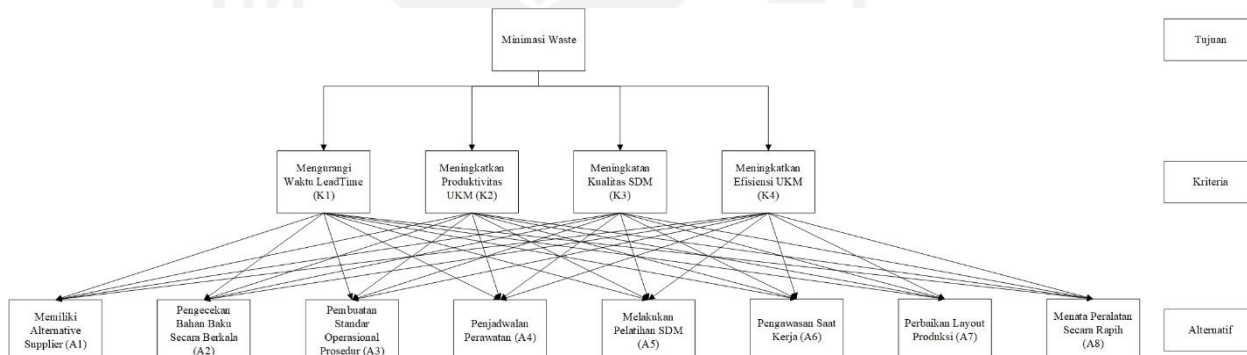 Minimasi Waste
Tujuan
Mengurangi
Waktu LeadTime
(K1)
Meningkatkan
Produktivitas
UKM (K2)
Meningkatan
Kualitas SDM
(K3)
Meningkatkan
Efisiensi UKM
(K4)
Kriteria
Memiliki
Alternative
Supplier (A1)
Pengecekan
Bahan Baku
Secara Berkala
(A2)
Pembuatan
Standar
Operasional
Prosedur (A3)
Penjadwalan
Perawatan (A4)
Melakukan
Pelatihan SDM
(A5)
Pengawasan Saat
Kerja (A6)
Perbaikan Layout
Produksi (A7)
Menata Peralatan
Secara Rapih
(A8)
Alternatif